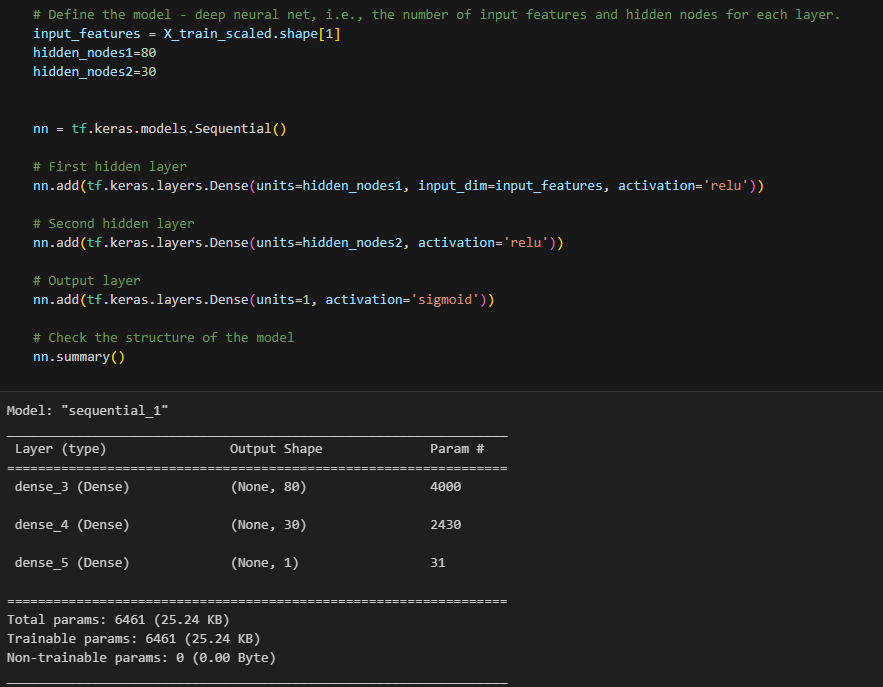 # Define the model - deep neural net, i.e., the number of input features and hidden nodes for each layer.
input_features = X_train_scaled.shape[1]
hidden_nodes1=80
hidden_nodes2=30
nn = tf.keras.models.Sequential()
# First hidden layer
nn.add(tf.keras.layers.Dense(units=hidden_nodes1, input_dim=input_features, activation='relu'))
# Second hidden layer
nn.add(tf.keras.layers.Dense(units=hidden_nodes2, activation='relu'))
# Output layer
nn.add(tf.keras.layers.Dense(units=1, activation='sigmoid'))
# Check the structure of the model
nn.summary()
Model: "sequential_1"
_________________________________________________________________
Layer (type) Output Shape Param #
=================================================================
dense_3 (Dense) (None, 80) 4000
dense_4 (Dense) (None, 30) 2430
dense_5 (Dense) (None, 1) 31
=================================================================
Total params: 6461 (25.24 KB)
Trainable params: 6461 (25.24 KB)
Non-trainable params: 0 (0.00 Byte)
_________________________________________________________________